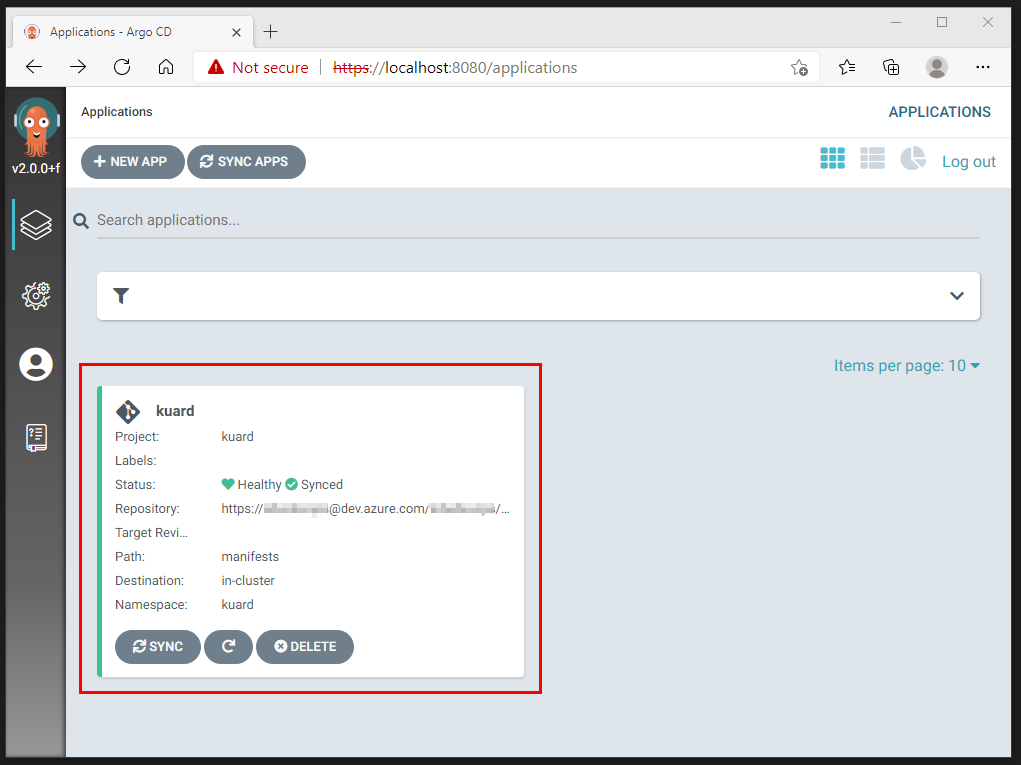 Applications - Argo CD
Not secure | https://localhost:8080/applications
v2.0.0+f
Applications
APPLICATIONS
NEW APP
SYNC APPS
Log out
Search applications...
Items per page: 10
kuard
Project: kuard
Labels:
Status: Healthy Synced
Repository: https:// @dev.azure.com/ /...
Target Revi...
Path: manifests
Destination: in-cluster
Namespace: kuard
SYNC
DELETE